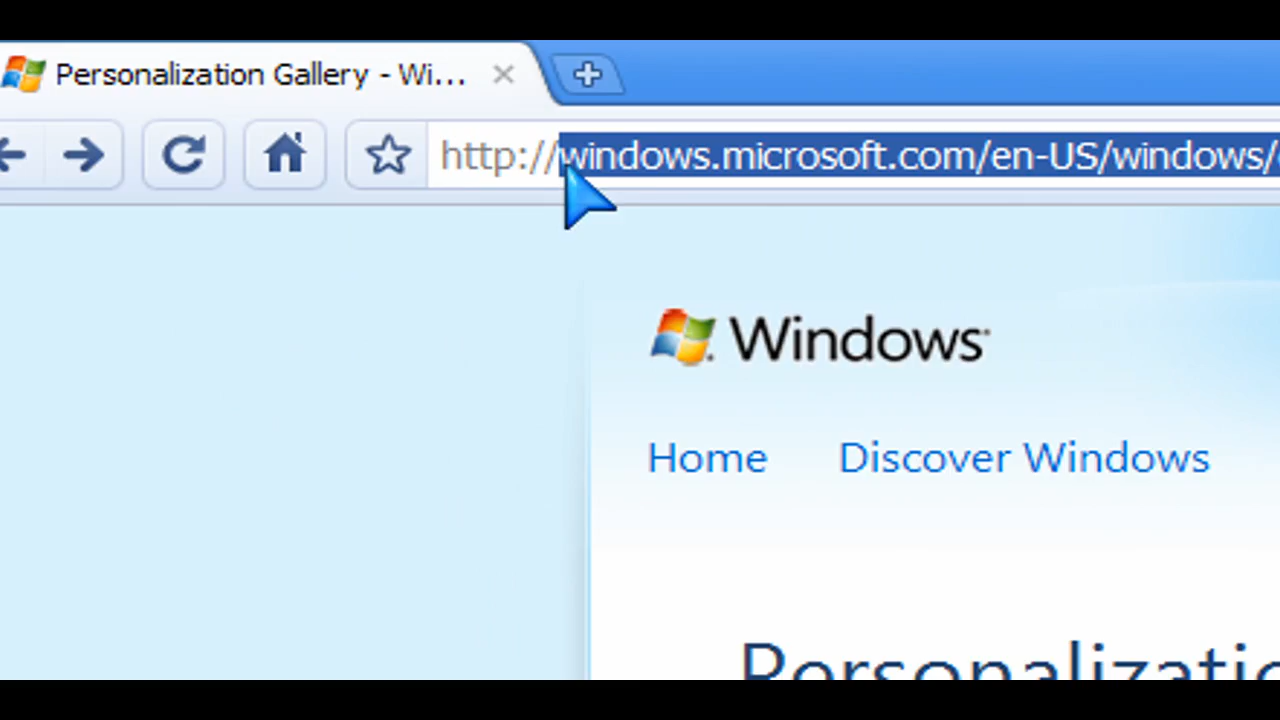 Personalization Gallery - Wi...
http://windows.microsoft.com/en-US/windows/
Windows
Home Discover Windows
Personalizatio